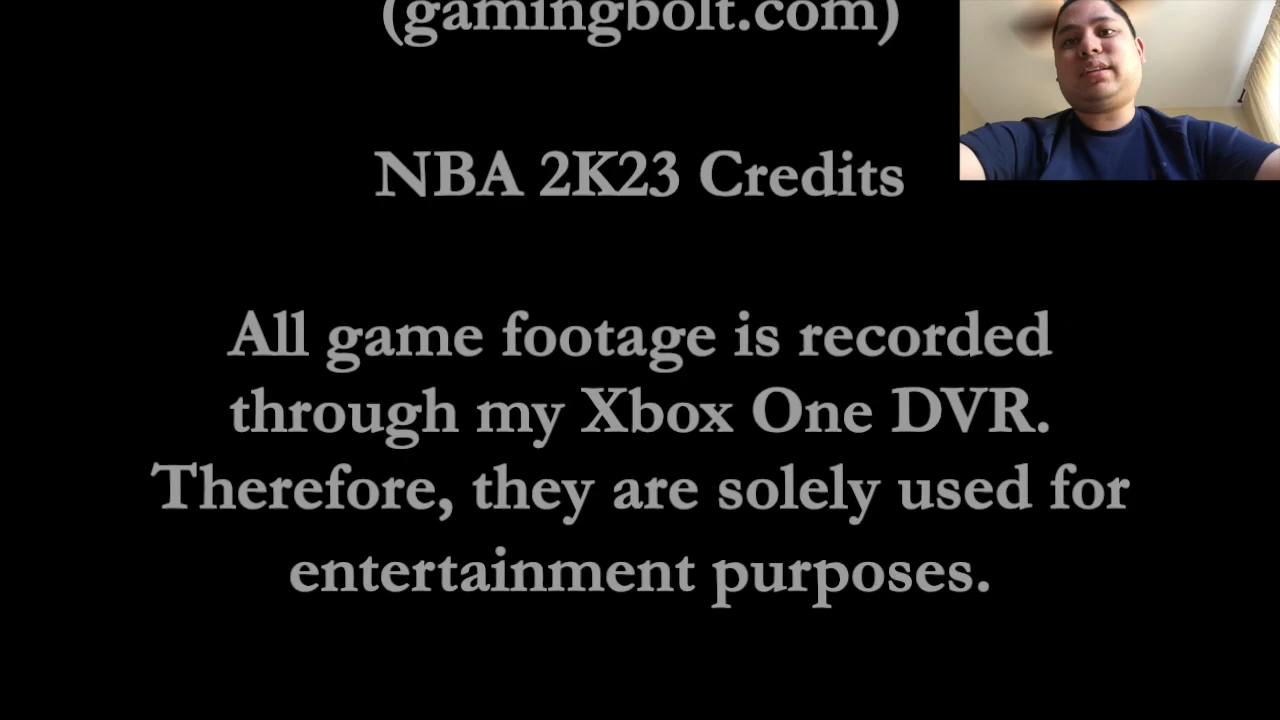 (gamingbolt.com)
NBA 2K23 Credits
All game footage is recorded
through my Xbox One DVR.
Therefore, they are solely used for
entertainment purposes.